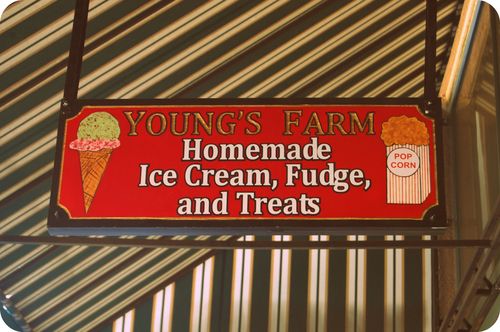 YOUNG'S FARM
Homemade
Ice Cream, Fudge,
and Treats
POP
CORN